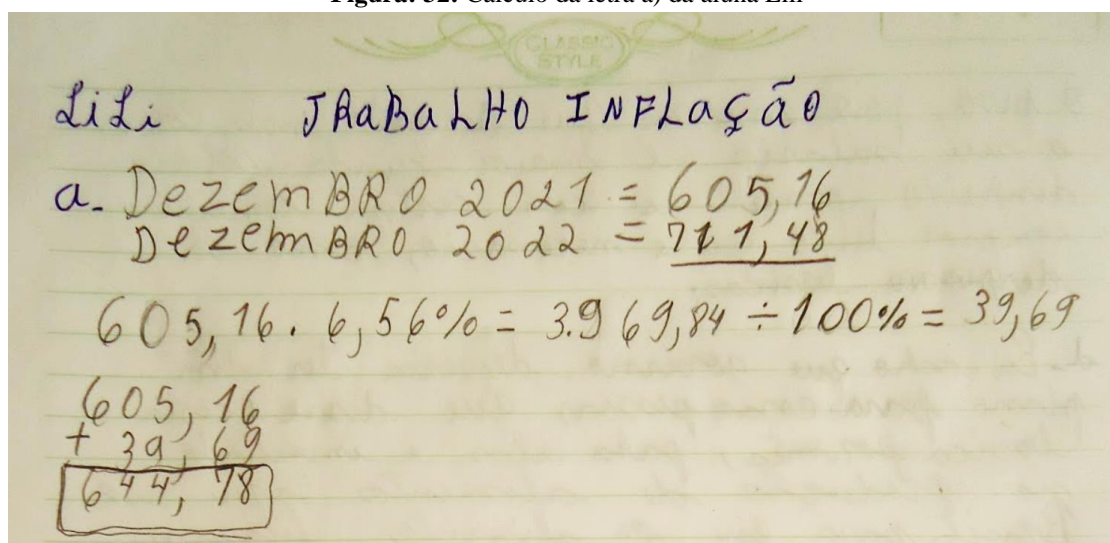 Figura: 32: Cálculo da letra a) da aluna Lili
CLASSIC
STYLE
LiLi TRABALHO INFLAÇÃO
a. DezemBRO 2021 = 605,16
DezemBRO 2022 = 711,48
605,16 . 6,56% = 3.969,84 ÷ 100% = 39,69
605,16
+ 39,69
644,78